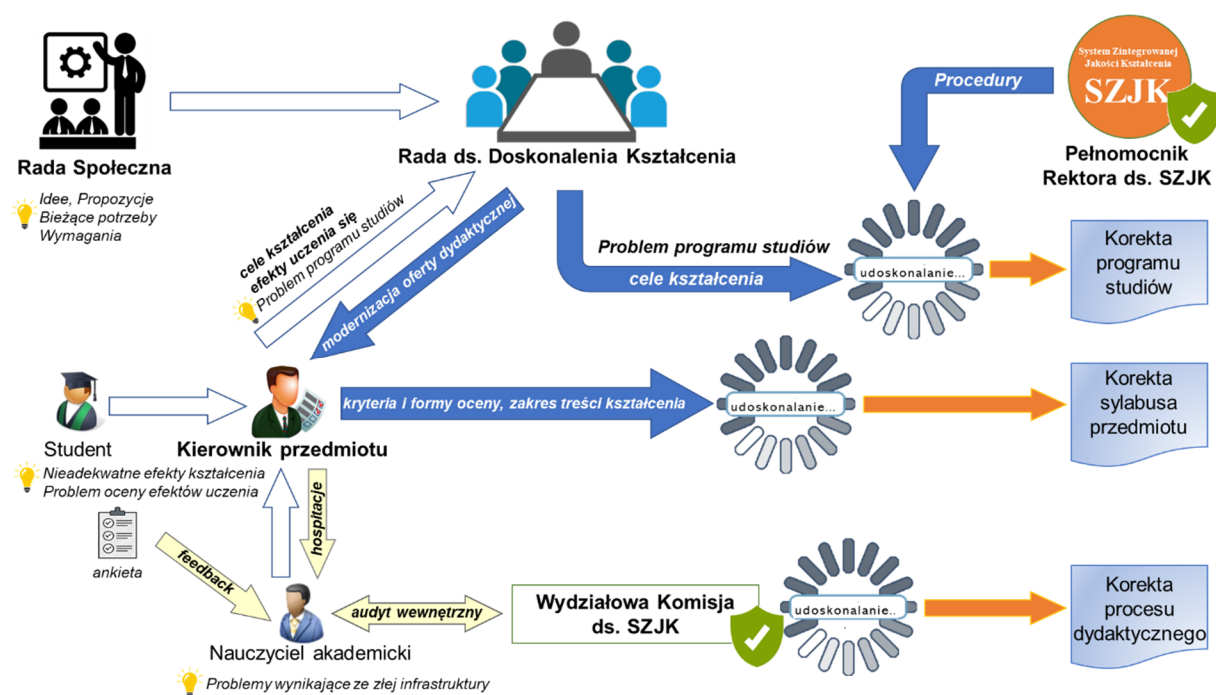 System Zintegrowanej
Jakości Kształcenia
SZJK
Procedury
Rada Społeczna
Idee, Propozycje
Bieżące potrzeby
Wymagania
Rada ds. Doskonalenia Kształcenia
Pełnomocnik
Rektora ds. SZJK
cele kształcenia
efekty uczenia się
Problem programu studiów
modernizacja oferty dydaktycznej
Problem programu studiów
cele kształcenia
udoskonalanie...
Korekta
programu
studiów
Student
Nieadekwatne efekty kształcenia
Problem oceny efektów uczenia
Kierownik przedmiotu
kryteria i formy oceny, zakres treści kształcenia
udoskonalanie...
Korekta
sylabusa
przedmiotu
ankieta
feedback
hospitacje
Nauczyciel akademicki
Problemy wynikające ze złej infrastruktury
audyt wewnętrzny
Wydziałowa Komisja
ds. SZJK
udoskonalanie..
.
Korekta
procesu
dydaktycznego